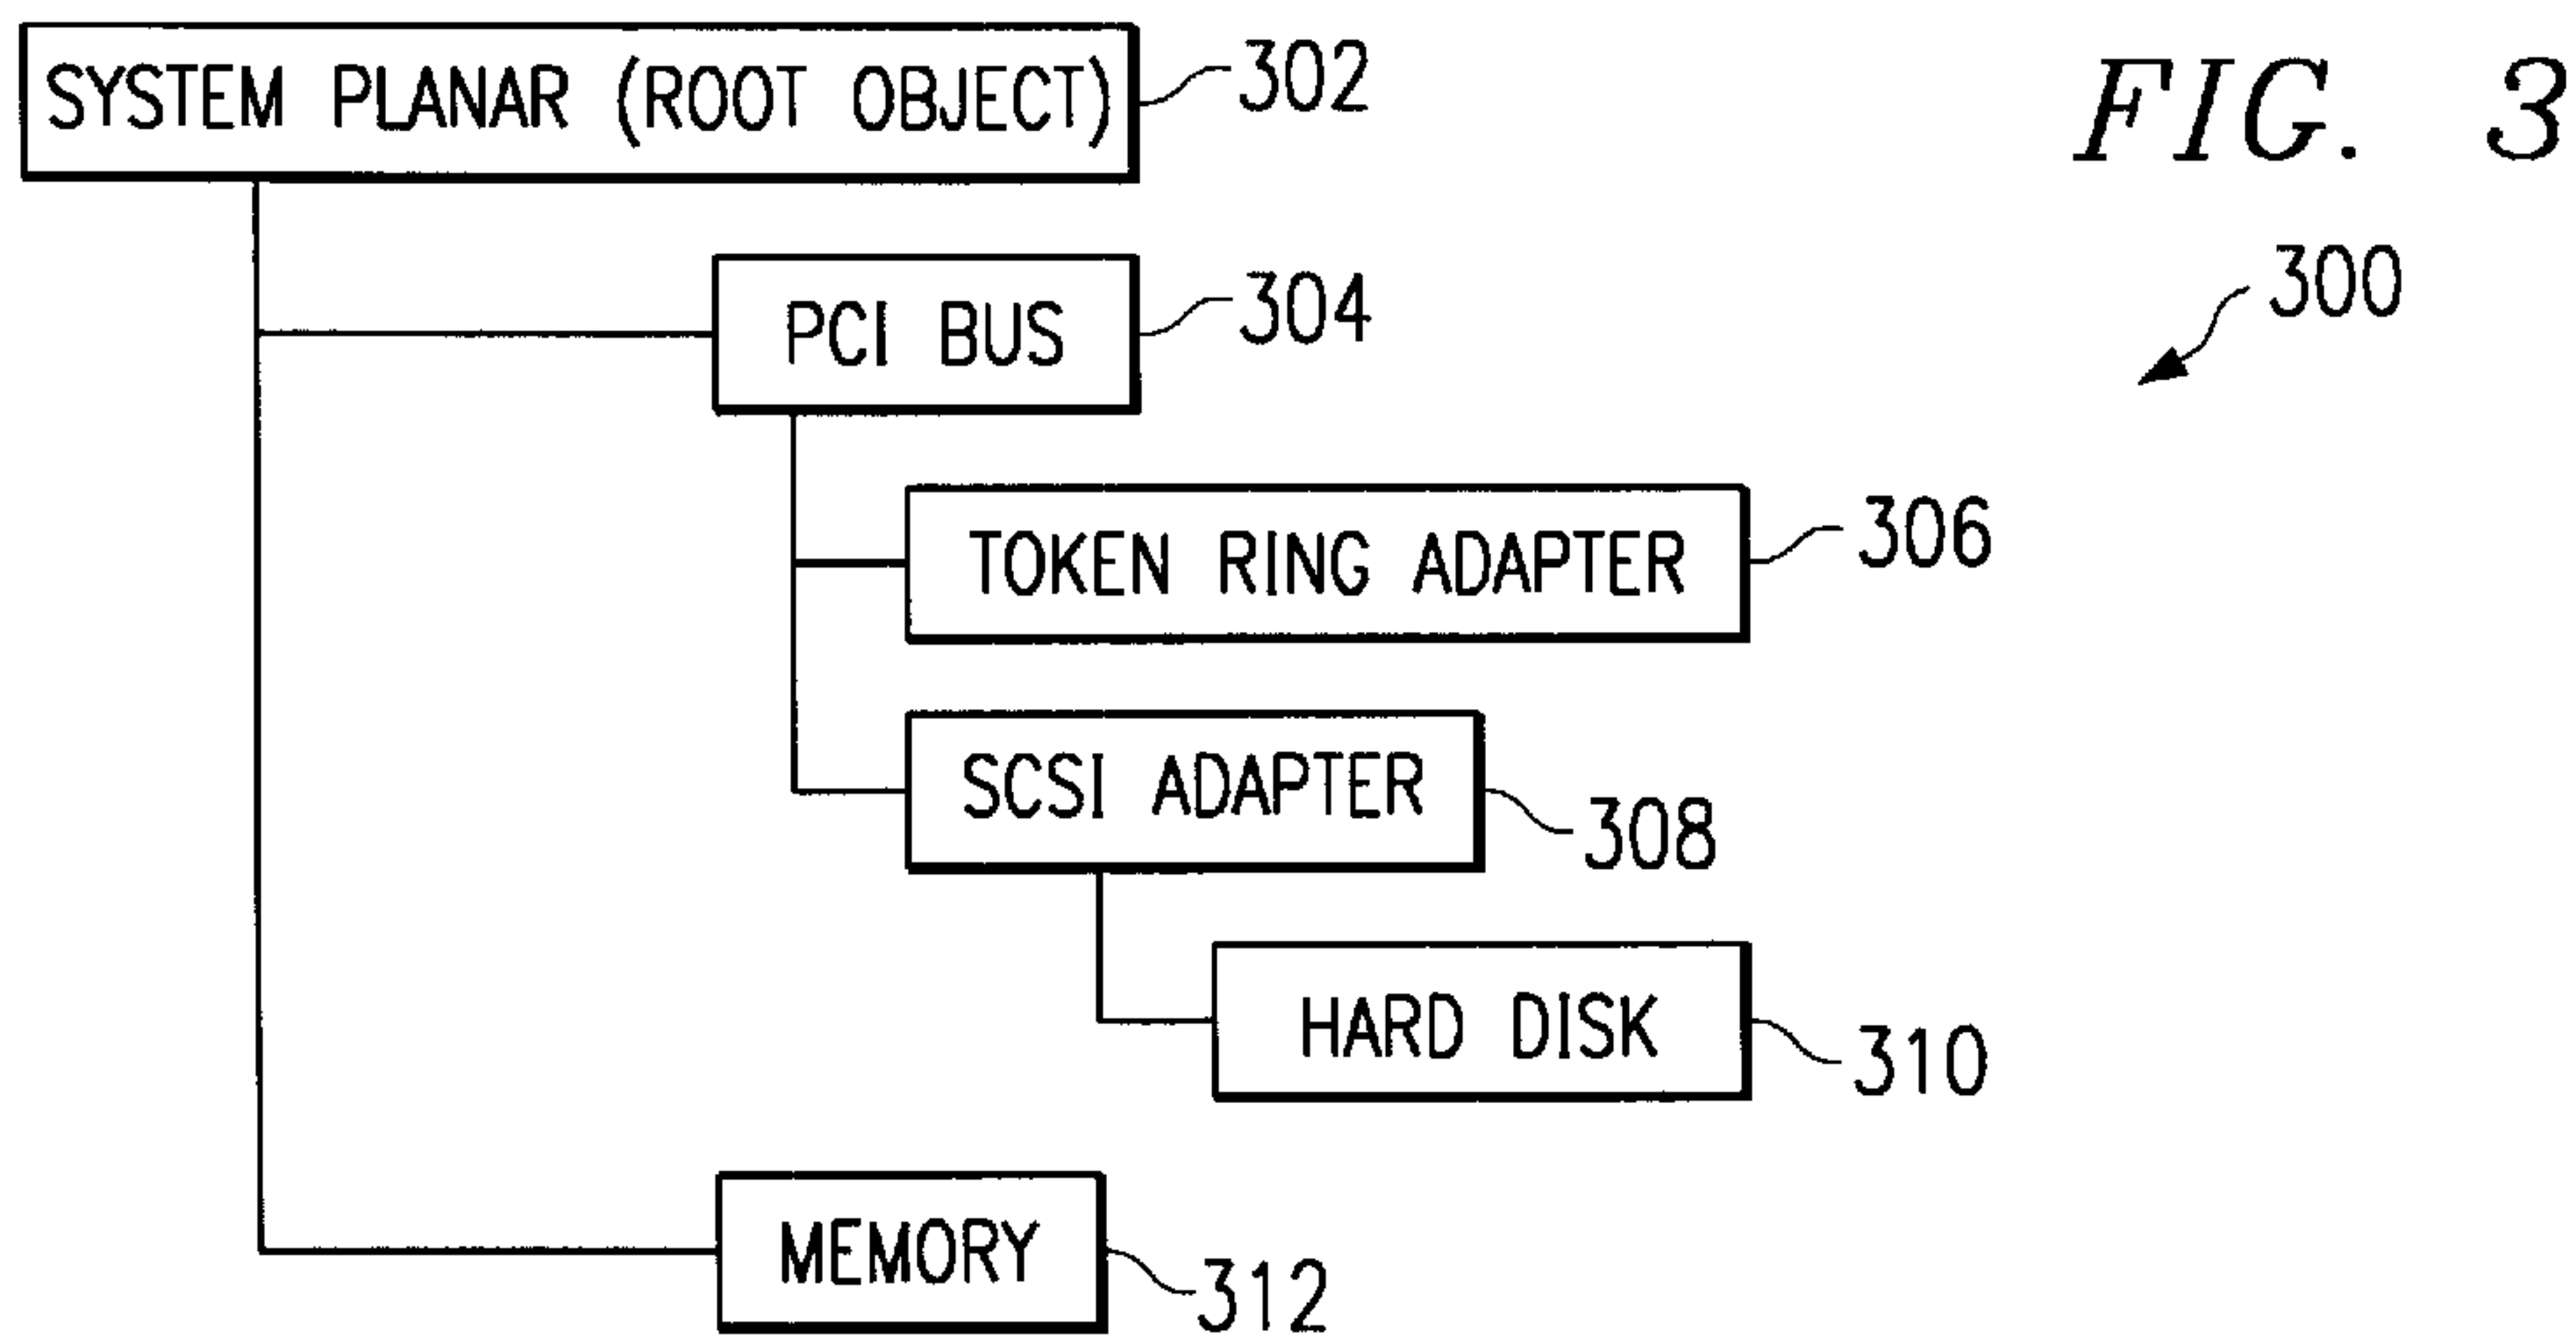 SYSTEM PLANAR (ROOT OBJECT)
302
FIG. 3
PCI BUS
304
300
TOKEN RING ADAPTER
306
SCSI ADAPTER
308
HARD DISK
310
MEMORY
312